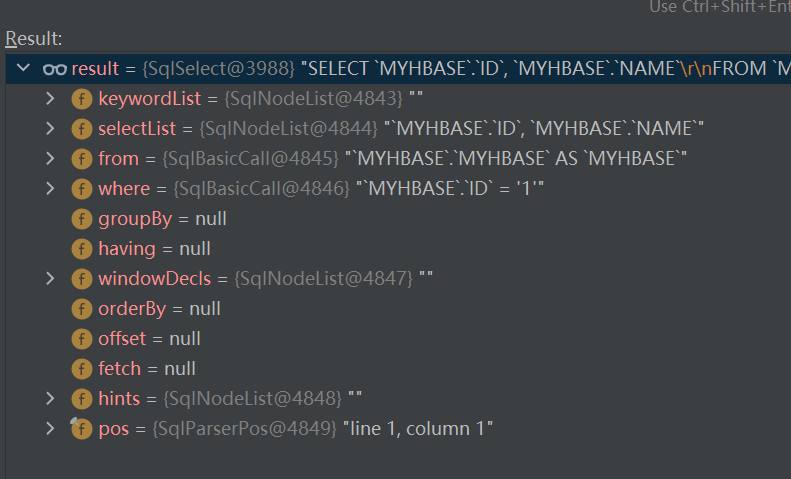 Use Ctrl+Shift+Ent
Result:
result = {SqlSelect@3988} "SELECT `MYHBASE`.`ID`, `MYHBASE`.`NAME`\r\nFROM `M
f keywordList = {SqlNodeList@4843} ""
f selectList = {SqlNodeList@4844} "`MYHBASE`.`ID`, `MYHBASE`.`NAME`"
f from = {SqlBasicCall@4845} "`MYHBASE`.`MYHBASE` AS `MYHBASE`"
f where = {SqlBasicCall@4846} "`MYHBASE`.`ID` = '1'"
f groupBy = null
f having = null
f windowDecls = {SqlNodeList@4847} ""
f orderBy = null
f offset = null
f fetch = null
f hints = {SqlNodeList@4848} ""
f pos = {SqlParserPos@4849} "line 1, column 1"